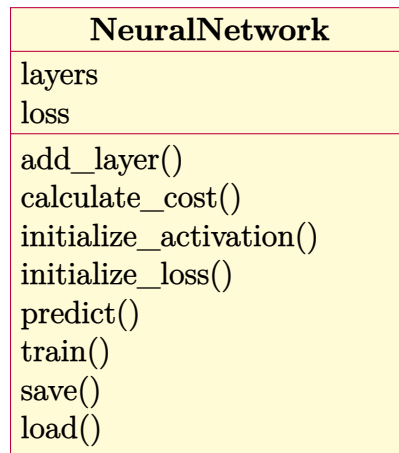 NeuralNetwork
layers
loss
add_layer()
calculate_cost()
initialize_activation()
initialize_loss()
predict()
train()
save()
load()